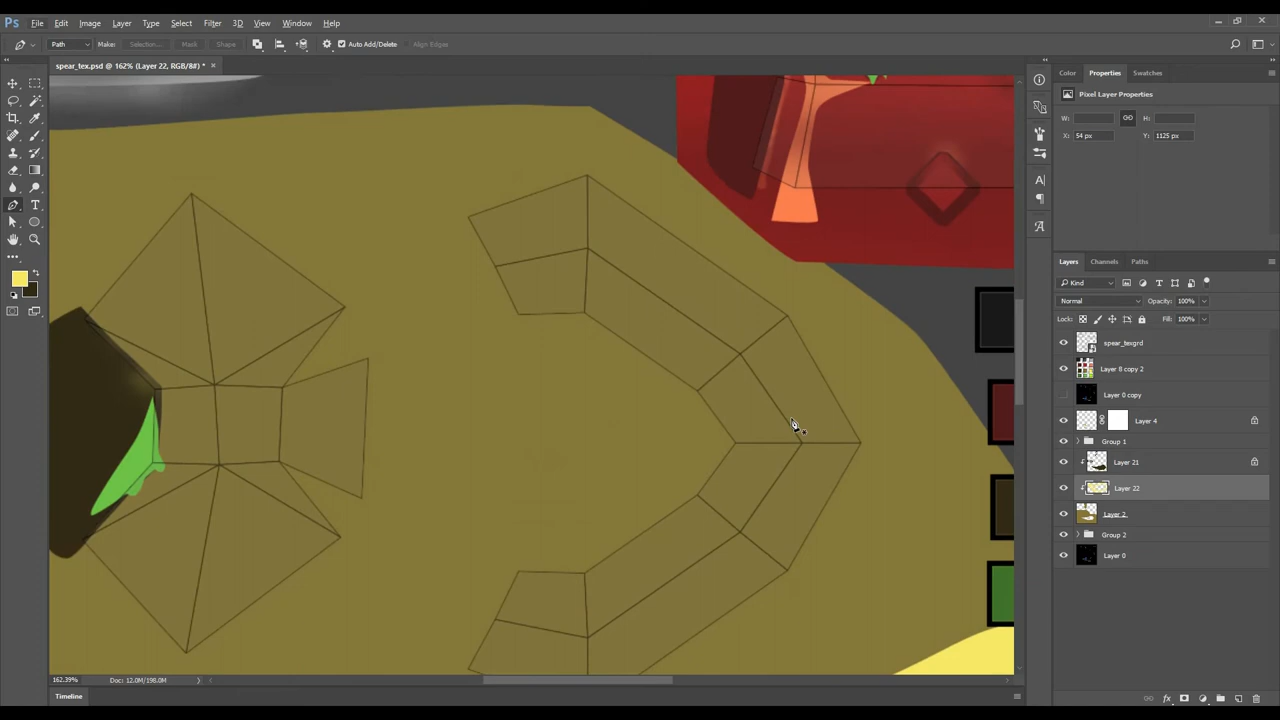 Ps File Edit Image Layer Type Select Filter 3D View Window Help
Path Make: Selection... Mask Shape Auto Add/Delete Align Edges
spear_tex.psd @ 162% (Layer 22, RGB/8#) * ×
Color Properties Swatches
Pixel Layer Properties
W: H:
X: 54 px Y: 1125 px
Layers Channels Paths
Kind
Normal Opacity: 100%
Lock: Fill: 100%
spear_texgrd
Layer 8 copy 2
Layer 0 copy
Layer 4
Group 1
Layer 21
Layer 22
Layer 2
Group 2
Layer 0
162.39% Doc: 12.0M/198.0M
Timeline